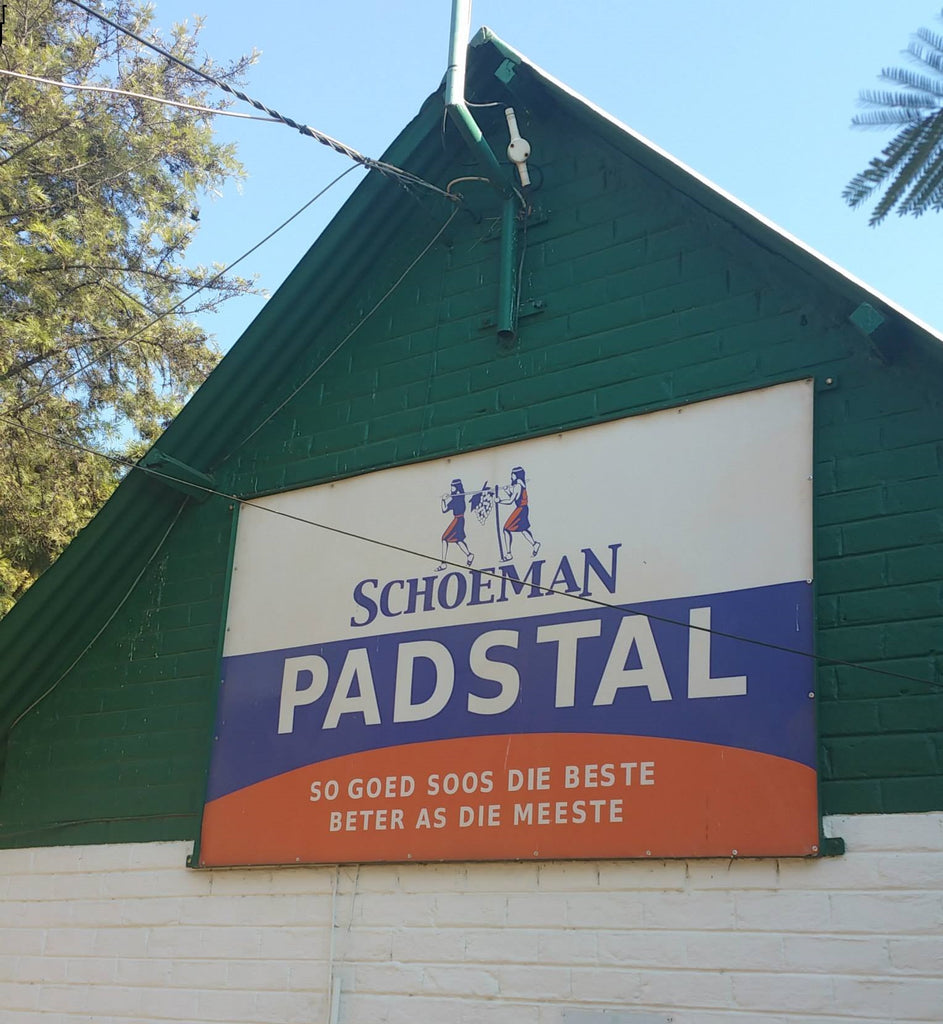 SCHOEMAN
PADSTAL
SO GOED SOOS DIE BESTE
BETER AS DIE MEESTE